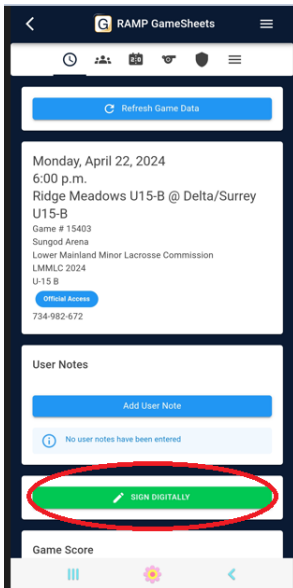 RAMP GameSheets
Refresh Game Data
Monday, April 22, 2024
6:00 p.m.
Ridge Meadows U15-B @ Delta/Surrey
U15-B
Game # 15403
Sungod Arena
Lower Mainland Minor Lacrosse Commission
LMMLC 2024
U-15 B
Official Access
734-982-672
User Notes
Add User Note
No user notes have been entered
SIGN DIGITALLY
Game Score